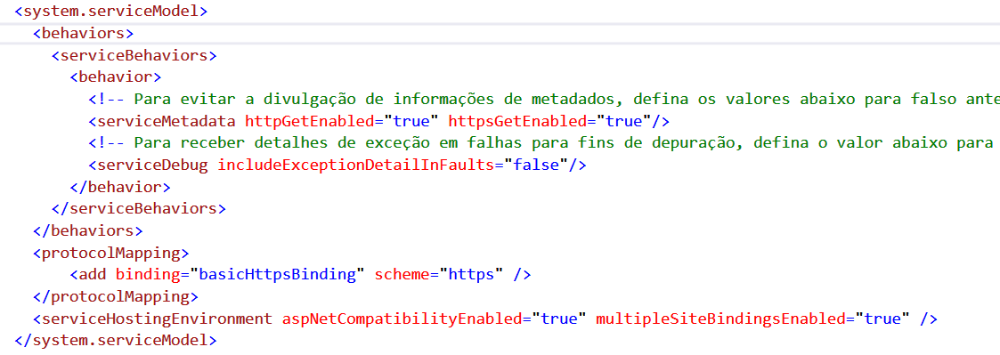 <system.serviceModel>
<behaviors>
<serviceBehaviors>
<behavior>
<!-- Para evitar a divulgação de informações de metadados, defina os valores abaixo para falso ante
<serviceMetadata httpGetEnabled="true" httpsGetEnabled="true"/>
<!-- Para receber detalhes de exceção em falhas para fins de depuração, defina o valor abaixo para
<serviceDebug includeExceptionDetailInFaults="false"/>
</behavior>
</serviceBehaviors>
</behaviors>
<protocolMapping>
<add binding="basicHttpsBinding" scheme="https" />
</protocolMapping>
<serviceHostingEnvironment aspNetCompatibilityEnabled="true" multipleSiteBindingsEnabled="true" />
</system.serviceModel>